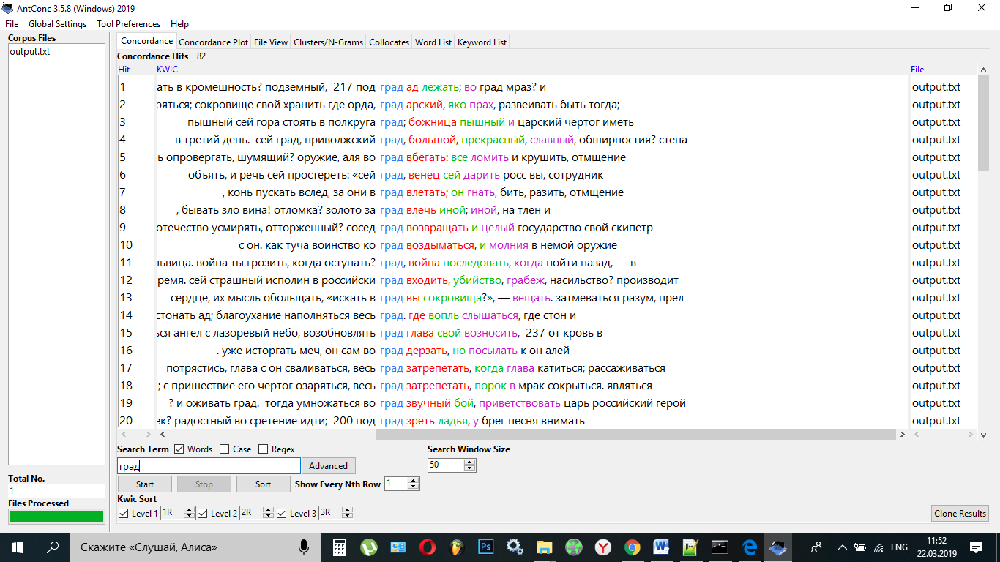 AntConc 3.5.8 (Windows) 2019
File Global Settings Tool Preferences Help
Corpus Files
output.txt
Concordance Concordance Plot File View Clusters/N-Grams Collocates Word List Keyword List
Concordance Hits 82
Hit KWIC File
1 ать в кромешность? подземный, 217 под град ад лежать; во град мраз? и output.txt
2 ояться; сокровище свой хранить где орда, град арский, яко прах, развеивать быть тогда; output.txt
3 пышный сей гора стоять в полкруга град; божница пышный и царский чертог иметь output.txt
4 в третий день. сей град, приволжский град, большой, прекрасный, славный, обширности? стена output.txt
5 ь опровергать, шумящий? оружие, аля во град вбегать: все ломить и крушить, отмщение output.txt
6 объять, и речь сей простереть: «сей град, венец сей дарить росс вы, сотрудник output.txt
7 , конь пускать вслед, за они в град влетать; он гнать, бить, разить, отмщение output.txt
8 , бывать зло вина! отломка? золото за град влечь иной; иной, на тлен и output.txt
9 отечество усмирять, отторженный? сосед град возвращать и целый государство свой скипетр output.txt
10 с он. как туча воинство ко град воздыматься, и молния в немой оружие output.txt
11 львица. война ты грозить, когда оступать? град, война последовать, когда пойти назад, — в output.txt
12 ремя. сей страшный исполин в российски град входить, убийство, грабеж, насильство? производит output.txt
13 сердце, их мысль обольщать, «искать в град вы сокровища?», — вещать. затмеваться разум, прел output.txt
14 стонать ад; благоухание наполняться весь град. где вопль слышаться, где стон и output.txt
15 ься ангел с лазоревый небо, возобновлять град глава свой возносить, 237 от кровь в output.txt
16 . уже исторгать меч, он сам во град дерзать, но посылать к он алей output.txt
17 потрястись, глава с он сваливаться, весь град затрепетать, когда глава катиться; рассаживаться output.txt
18 ; с пришествие его чертог озаряться, весь град затрепетать, порок в мрак сокрыться. являться output.txt
19 ? и оживать град. тогда умножаться во град звучный бой, приветствовать царь российский герой output.txt
20 ек? радостный во сретение идти; 200 под град зреть ладья, у брег песня внимать output.txt
Search Term Words Case Regex Search Window Size
град Advanced 50
Start Stop Sort Show Every Nth Row 1
Kwic Sort
Level 1 1R Level 2 2R Level 3 3R Clone Results
Total No.
1
Files Processed
Скажите «Слушай, Алиса» ENG 11:52
22.03.2019